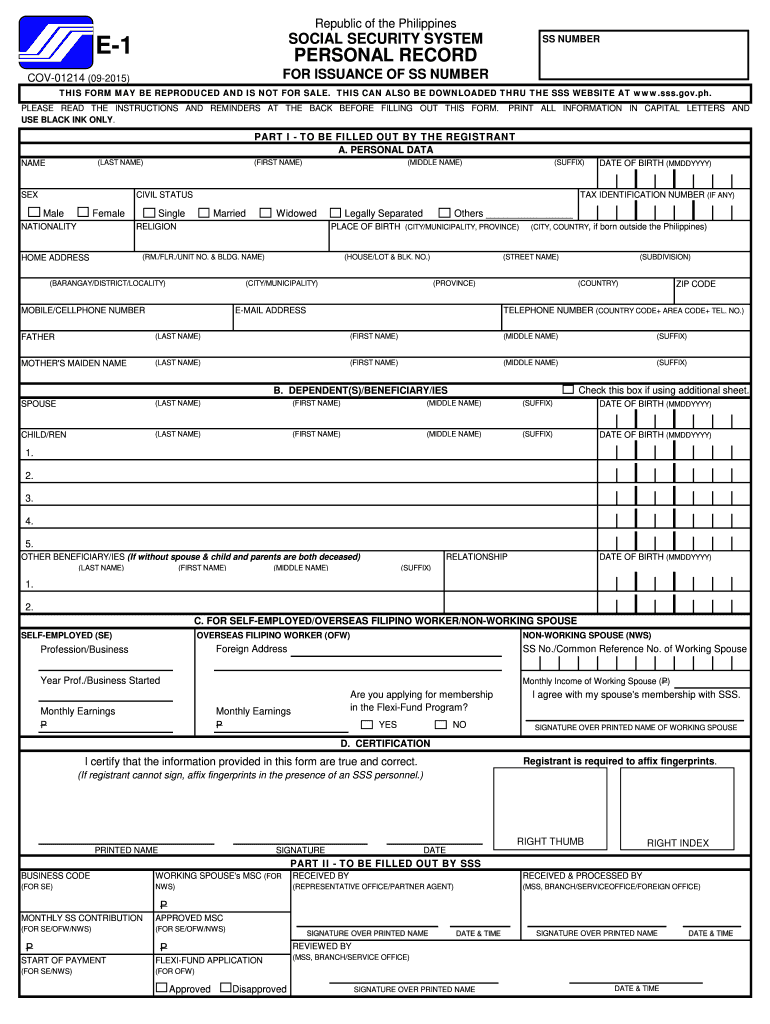 Republic of the Philippines
SOCIAL SECURITY SYSTEM
PERSONAL RECORD
FOR ISSUANCE OF SS NUMBER
E-1
COV-01214 (09-2015)
SS NUMBER
THIS FORM MAY BE REPRODUCED AND IS NOT FOR SALE. THIS CAN ALSO BE DOWNLOADED THRU THE SSS WEBSITE AT www.sss.gov.ph.
PLEASE READ THE INSTRUCTIONS AND REMINDERS AT THE BACK BEFORE FILLING OUT THIS FORM. PRINT ALL INFORMATION IN CAPITAL LETTERS AND
USE BLACK INK ONLY.
PART I - TO BE FILLED OUT BY THE REGISTRANT
A. PERSONAL DATA
NAME (LAST NAME) (FIRST NAME) (MIDDLE NAME) (SUFFIX) DATE OF BIRTH (MMDDYYYY)
SEX CIVIL STATUS TAX IDENTIFICATION NUMBER (IF ANY)
Male Female Single Married Widowed Legally Separated Others
NATIONALITY RELIGION PLACE OF BIRTH (CITY/MUNICIPALITY, PROVINCE) (CITY, COUNTRY, if born outside the Philippines)
HOME ADDRESS (RM./FLR./UNIT NO. & BLDG. NAME) (HOUSE/LOT & BLK. NO.) (STREET NAME) (SUBDIVISION)
(BARANGAY/DISTRICT/LOCALITY) (CITY/MUNICIPALITY) (PROVINCE) (COUNTRY) ZIP CODE
MOBILE/CELLPHONE NUMBER E-MAIL ADDRESS TELEPHONE NUMBER (COUNTRY CODE+ AREA CODE+ TEL. NO.)
FATHER (LAST NAME) (FIRST NAME) (MIDDLE NAME) (SUFFIX)
MOTHER'S MAIDEN NAME (LAST NAME) (FIRST NAME) (MIDDLE NAME) (SUFFIX)
B. DEPENDENT(S)/BENEFICIARY/IES Check this box if using additional sheet.
SPOUSE (LAST NAME) (FIRST NAME) (MIDDLE NAME) (SUFFIX) DATE OF BIRTH (MMDDYYYY)
CHILD/REN (LAST NAME) (FIRST NAME) (MIDDLE NAME) (SUFFIX) DATE OF BIRTH (MMDDYYYY)
1.
2.
3.
4.
5.
OTHER BENEFICIARY/IES (If without spouse & child and parents are both deceased) RELATIONSHIP DATE OF BIRTH (MMDDYYYY)
(LAST NAME) (FIRST NAME) (MIDDLE NAME) (SUFFIX)
1.
2.
C. FOR SELF-EMPLOYED/OVERSEAS FILIPINO WORKER/NON-WORKING SPOUSE
SELF-EMPLOYED (SE) OVERSEAS FILIPINO WORKER (OFW) NON-WORKING SPOUSE (NWS)
Profession/Business Foreign Address SS No./Common Reference No. of Working Spouse
Year Prof./Business Started Monthly Income of Working Spouse (₱)
Are you applying for membership I agree with my spouse's membership with SSS.
in the Flexi-Fund Program?
Monthly Earnings Monthly Earnings
₱ ₱ YES NO SIGNATURE OVER PRINTED NAME OF WORKING SPOUSE
D. CERTIFICATION
I certify that the information provided in this form are true and correct. Registrant is required to affix fingerprints.
(If registrant cannot sign, affix fingerprints in the presence of an SSS personnel.)
RIGHT THUMB RIGHT INDEX
PRINTED NAME SIGNATURE DATE
PART II - TO BE FILLED OUT BY SSS
BUSINESS CODE WORKING SPOUSE's MSC (FOR RECEIVED BY RECEIVED & PROCESSED BY
(FOR SE) NWS) (REPRESENTATIVE OFFICE/PARTNER AGENT) (MSS, BRANCH/SERVICEOFFICE/FOREIGN OFFICE)
₱
MONTHLY SS CONTRIBUTION APPROVED MSC
(FOR SE/OFW/NWS) (FOR SE/OFW/NWS) SIGNATURE OVER PRINTED NAME DATE & TIME SIGNATURE OVER PRINTED NAME DATE & TIME
₱ ₱ REVIEWED BY
START OF PAYMENT FLEXI-FUND APPLICATION (MSS, BRANCH/SERVICE OFFICE)
(FOR SE/NWS) (FOR OFW)
Approved Disapproved SIGNATURE OVER PRINTED NAME DATE & TIME